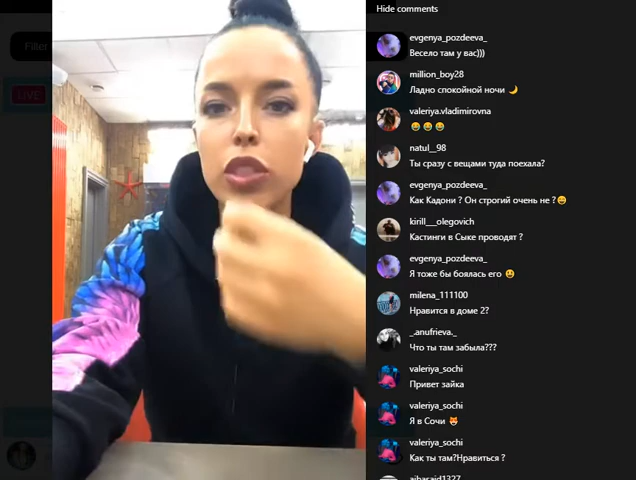 Hide comments
Filter
LIVE
evgenya_pozdeeva_
Весело там у вас)))
million_boy28
Ладно спокойной ночи 🌙
valeriya.vladimirovna
😂 😂 😂
natul__98
Ты сразу с вещами туда поехала?
evgenya_pozdeeva_
Как Кадони ? Он строгий очень не ?😄
kirill__olegovich
Кастинги в Сыке проводят ?
evgenya_pozdeeva_
Я тоже бы боялась его 😃
milena_111100
Нравится в доме 2?
_.anufrieva._
Что ты там забыла???
valeriya_sochi
Привет зайка
valeriya_sochi
Я в Сочи 😻
valeriya_sochi
Как ты там?Нравиться ?